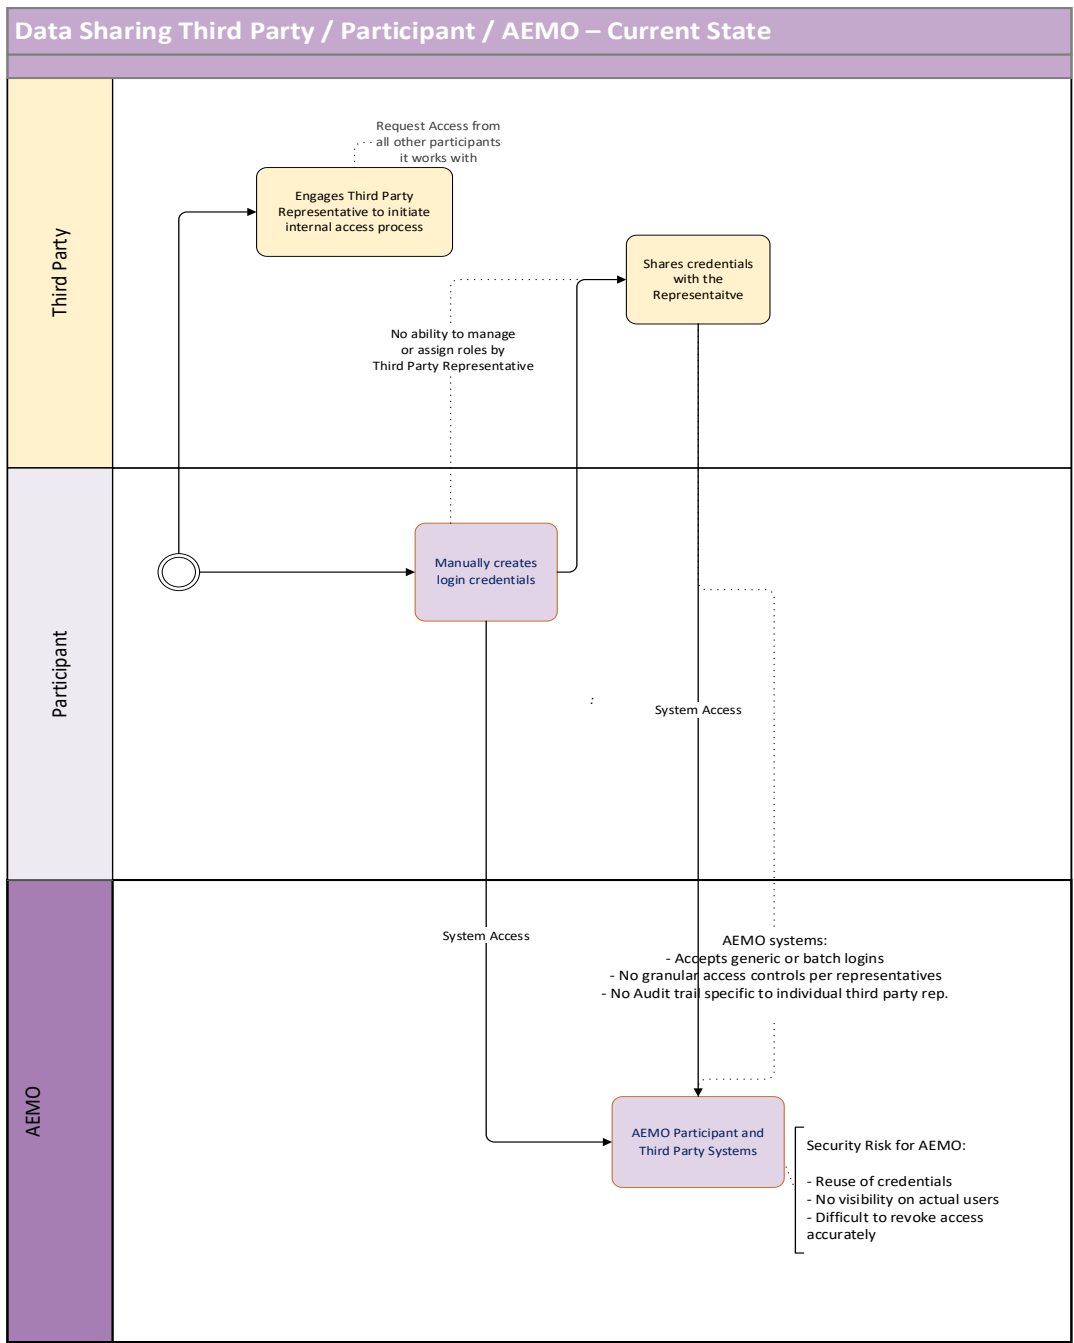 Data Sharing Third Party / Participant / AEMO – Current State
Third Party
Request Access from
all other participants
it works with
Engages Third Party
Representative to initiate
internal access process
Shares credentials
with the
Representaitve
No ability to manage
or assign roles by
Third Party Representative
Participant
Manually creates
login credentials
:
System Access
AEMO
System Access
AEMO systems:
- Accepts generic or batch logins
- No granular access controls per representatives
- No Audit trail specific to individual third party rep.
AEMO Participant and
Third Party Systems
Security Risk for AEMO:
- Reuse of credentials
- No visibility on actual users
- Difficult to revoke access
accurately